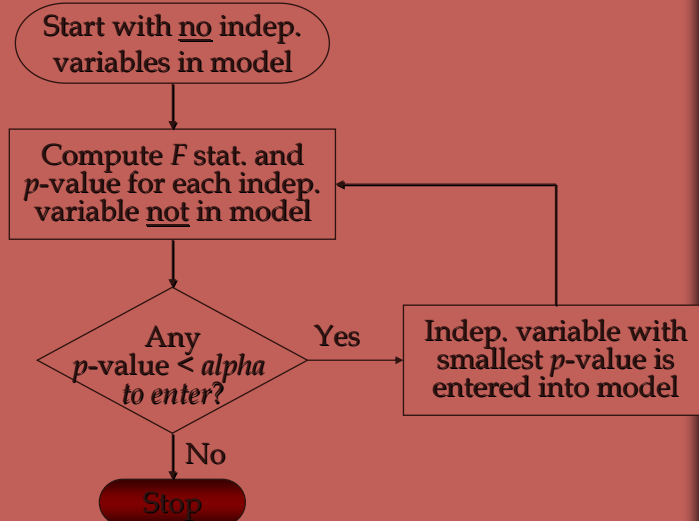 Start with no indep.
variables in model
Compute F stat. and
p-value for each indep.
variable not in model
Any
p-value < alpha
to enter?
Yes
Indep. variable with
smallest p-value is
entered into model
No
Stop